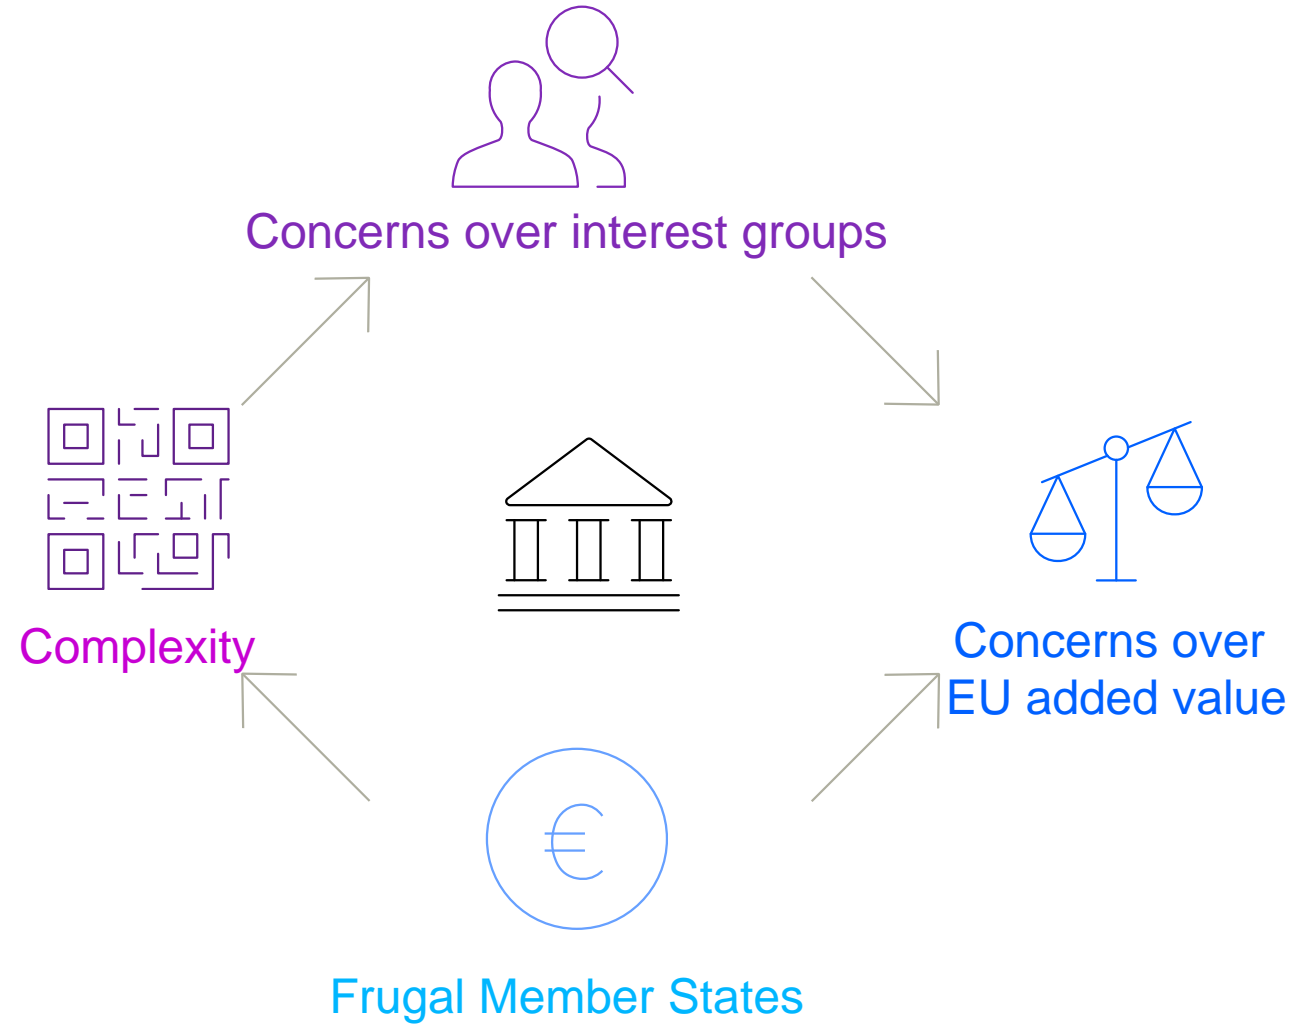 Concerns over interest groups
Complexity
Concerns over
EU added value
€
Frugal Member States